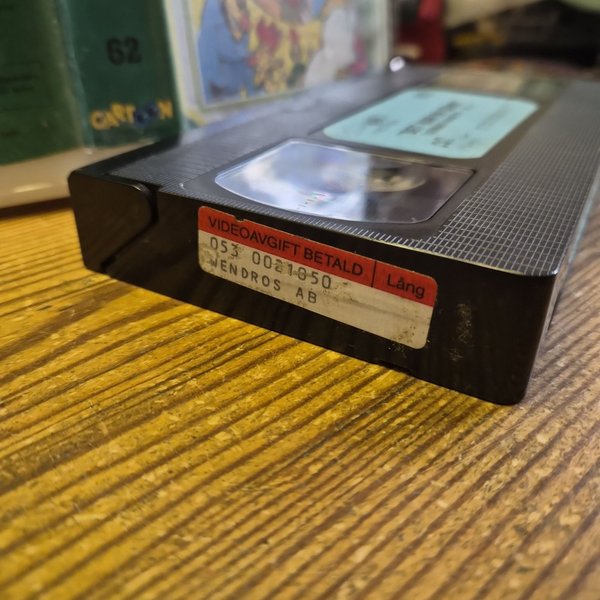 62
CARTOON
VIDEOAVGIFT BETALD | Lång
053 0021050
WENDROS AB